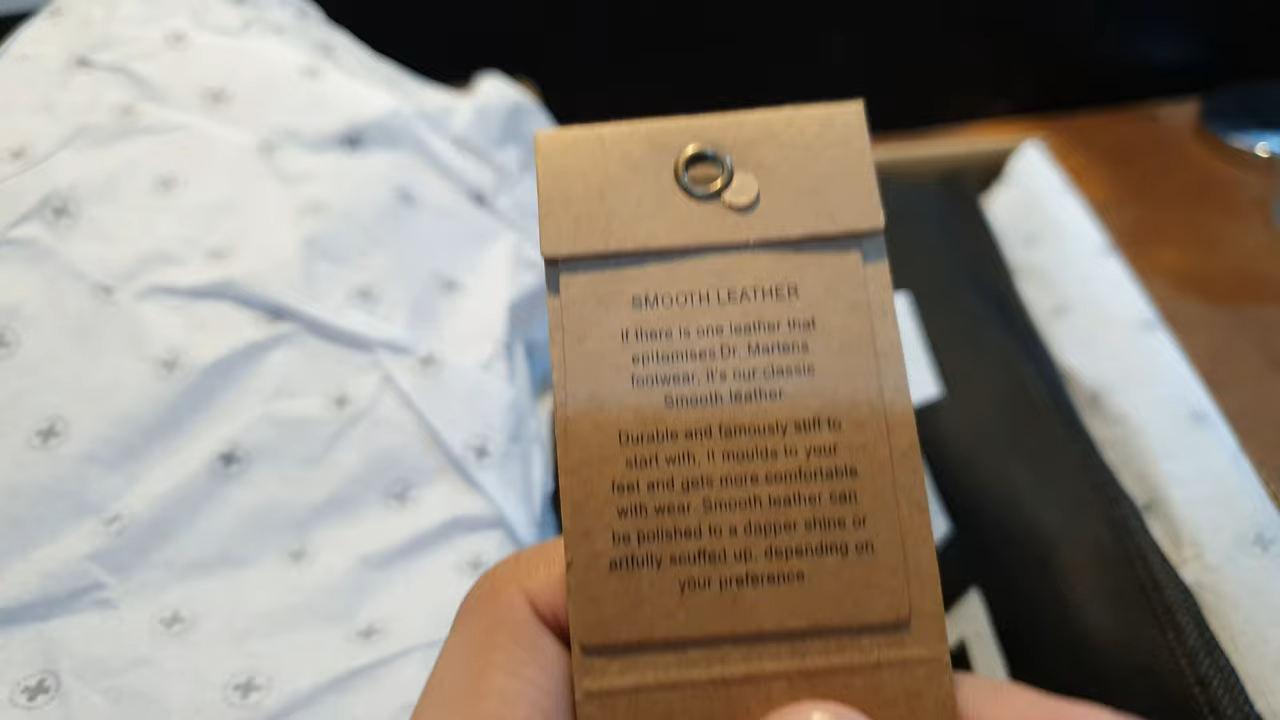 SMOOTH LEATHER
If there is one leather that
epitomises Dr. Martens
footwear, it's our classic
Smooth leather
Durable and famously stiff to
start with, it moulds to your
feet and gets more comfortable
with wear. Smooth leather can
be polished to a dapper shine or
artfully scuffed up, depending on
your preference